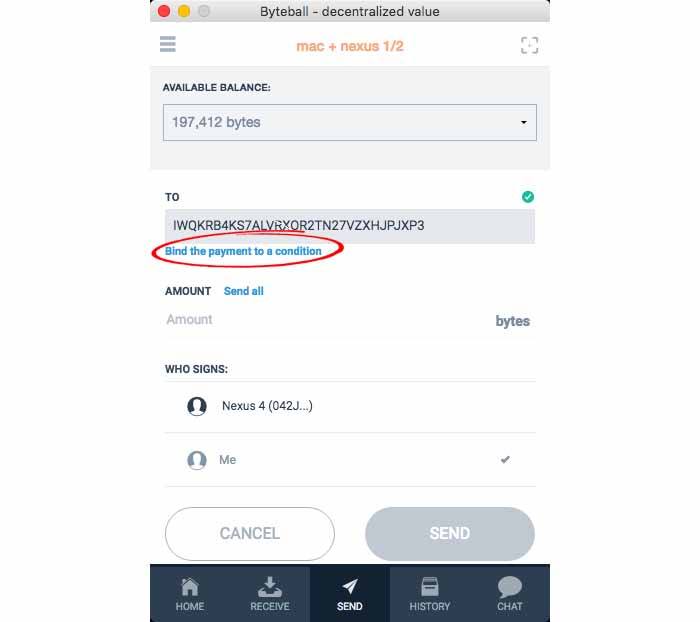 Byteball - decentralized value
mac + nexus 1/2
AVAILABLE BALANCE:
197,412 bytes
TO
IWQKRB4KS7ALVRXOR2TN27VZXHJPJXP3
Bind the payment to a condition
AMOUNT Send all
Amount bytes
WHO SIGNS:
Nexus 4 (042J...)
Me
CANCEL SEND
HOME RECEIVE SEND HISTORY CHAT